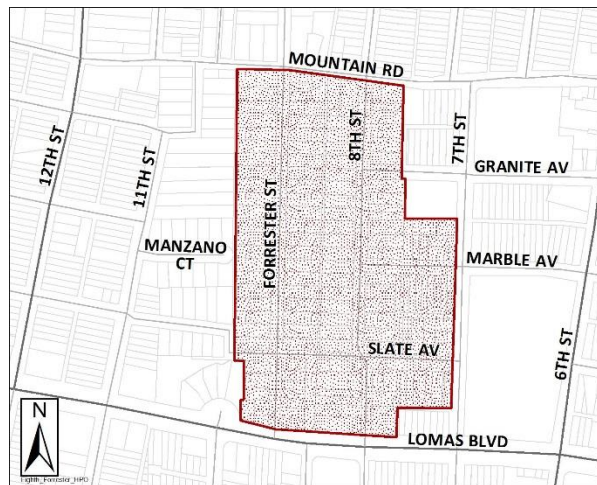 MOUNTAIN RD
12TH ST
11TH ST
8TH ST
7TH ST
GRANITE AV
FORRESTER ST
MANZANO
CT
MARBLE AV
SLATE AV
6TH ST
LOMAS BLVD
N
Eighth_Forrester_HPO